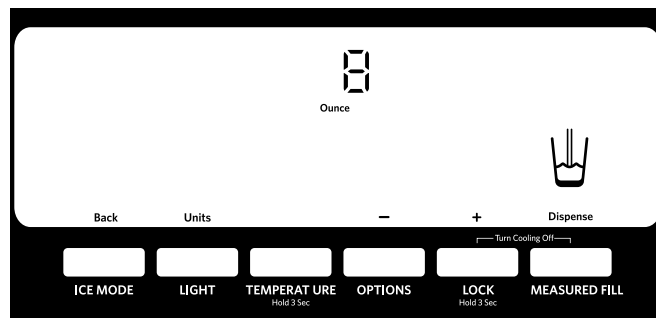 8
Ounce
Back Units − + Dispense
Turn Cooling Off
ICE MODE LIGHT TEMPERAT URE OPTIONS LOCK MEASURED FILL
Hold 3 Sec Hold 3 Sec